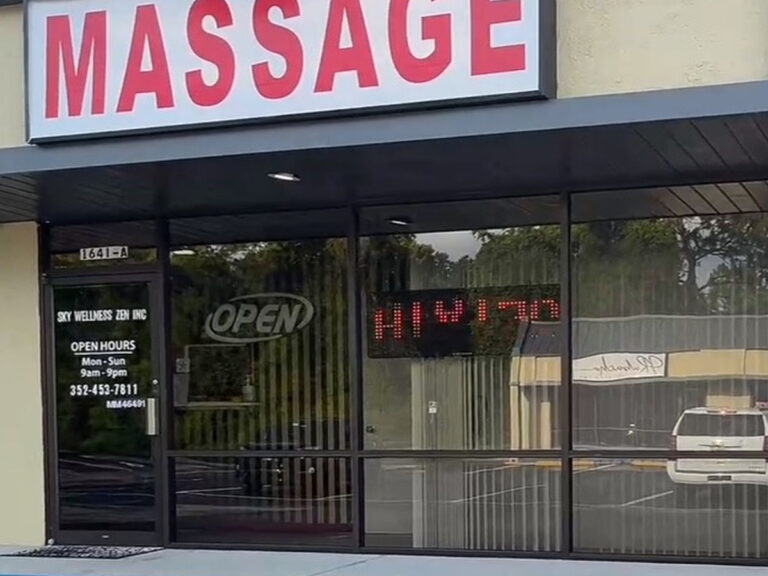 MASSAGE
1641-A
SKY WELLNESS ZEN INC
OPEN HOURS
Mon - Sun
9am - 9pm
352-453-7811
MM46491
OPEN